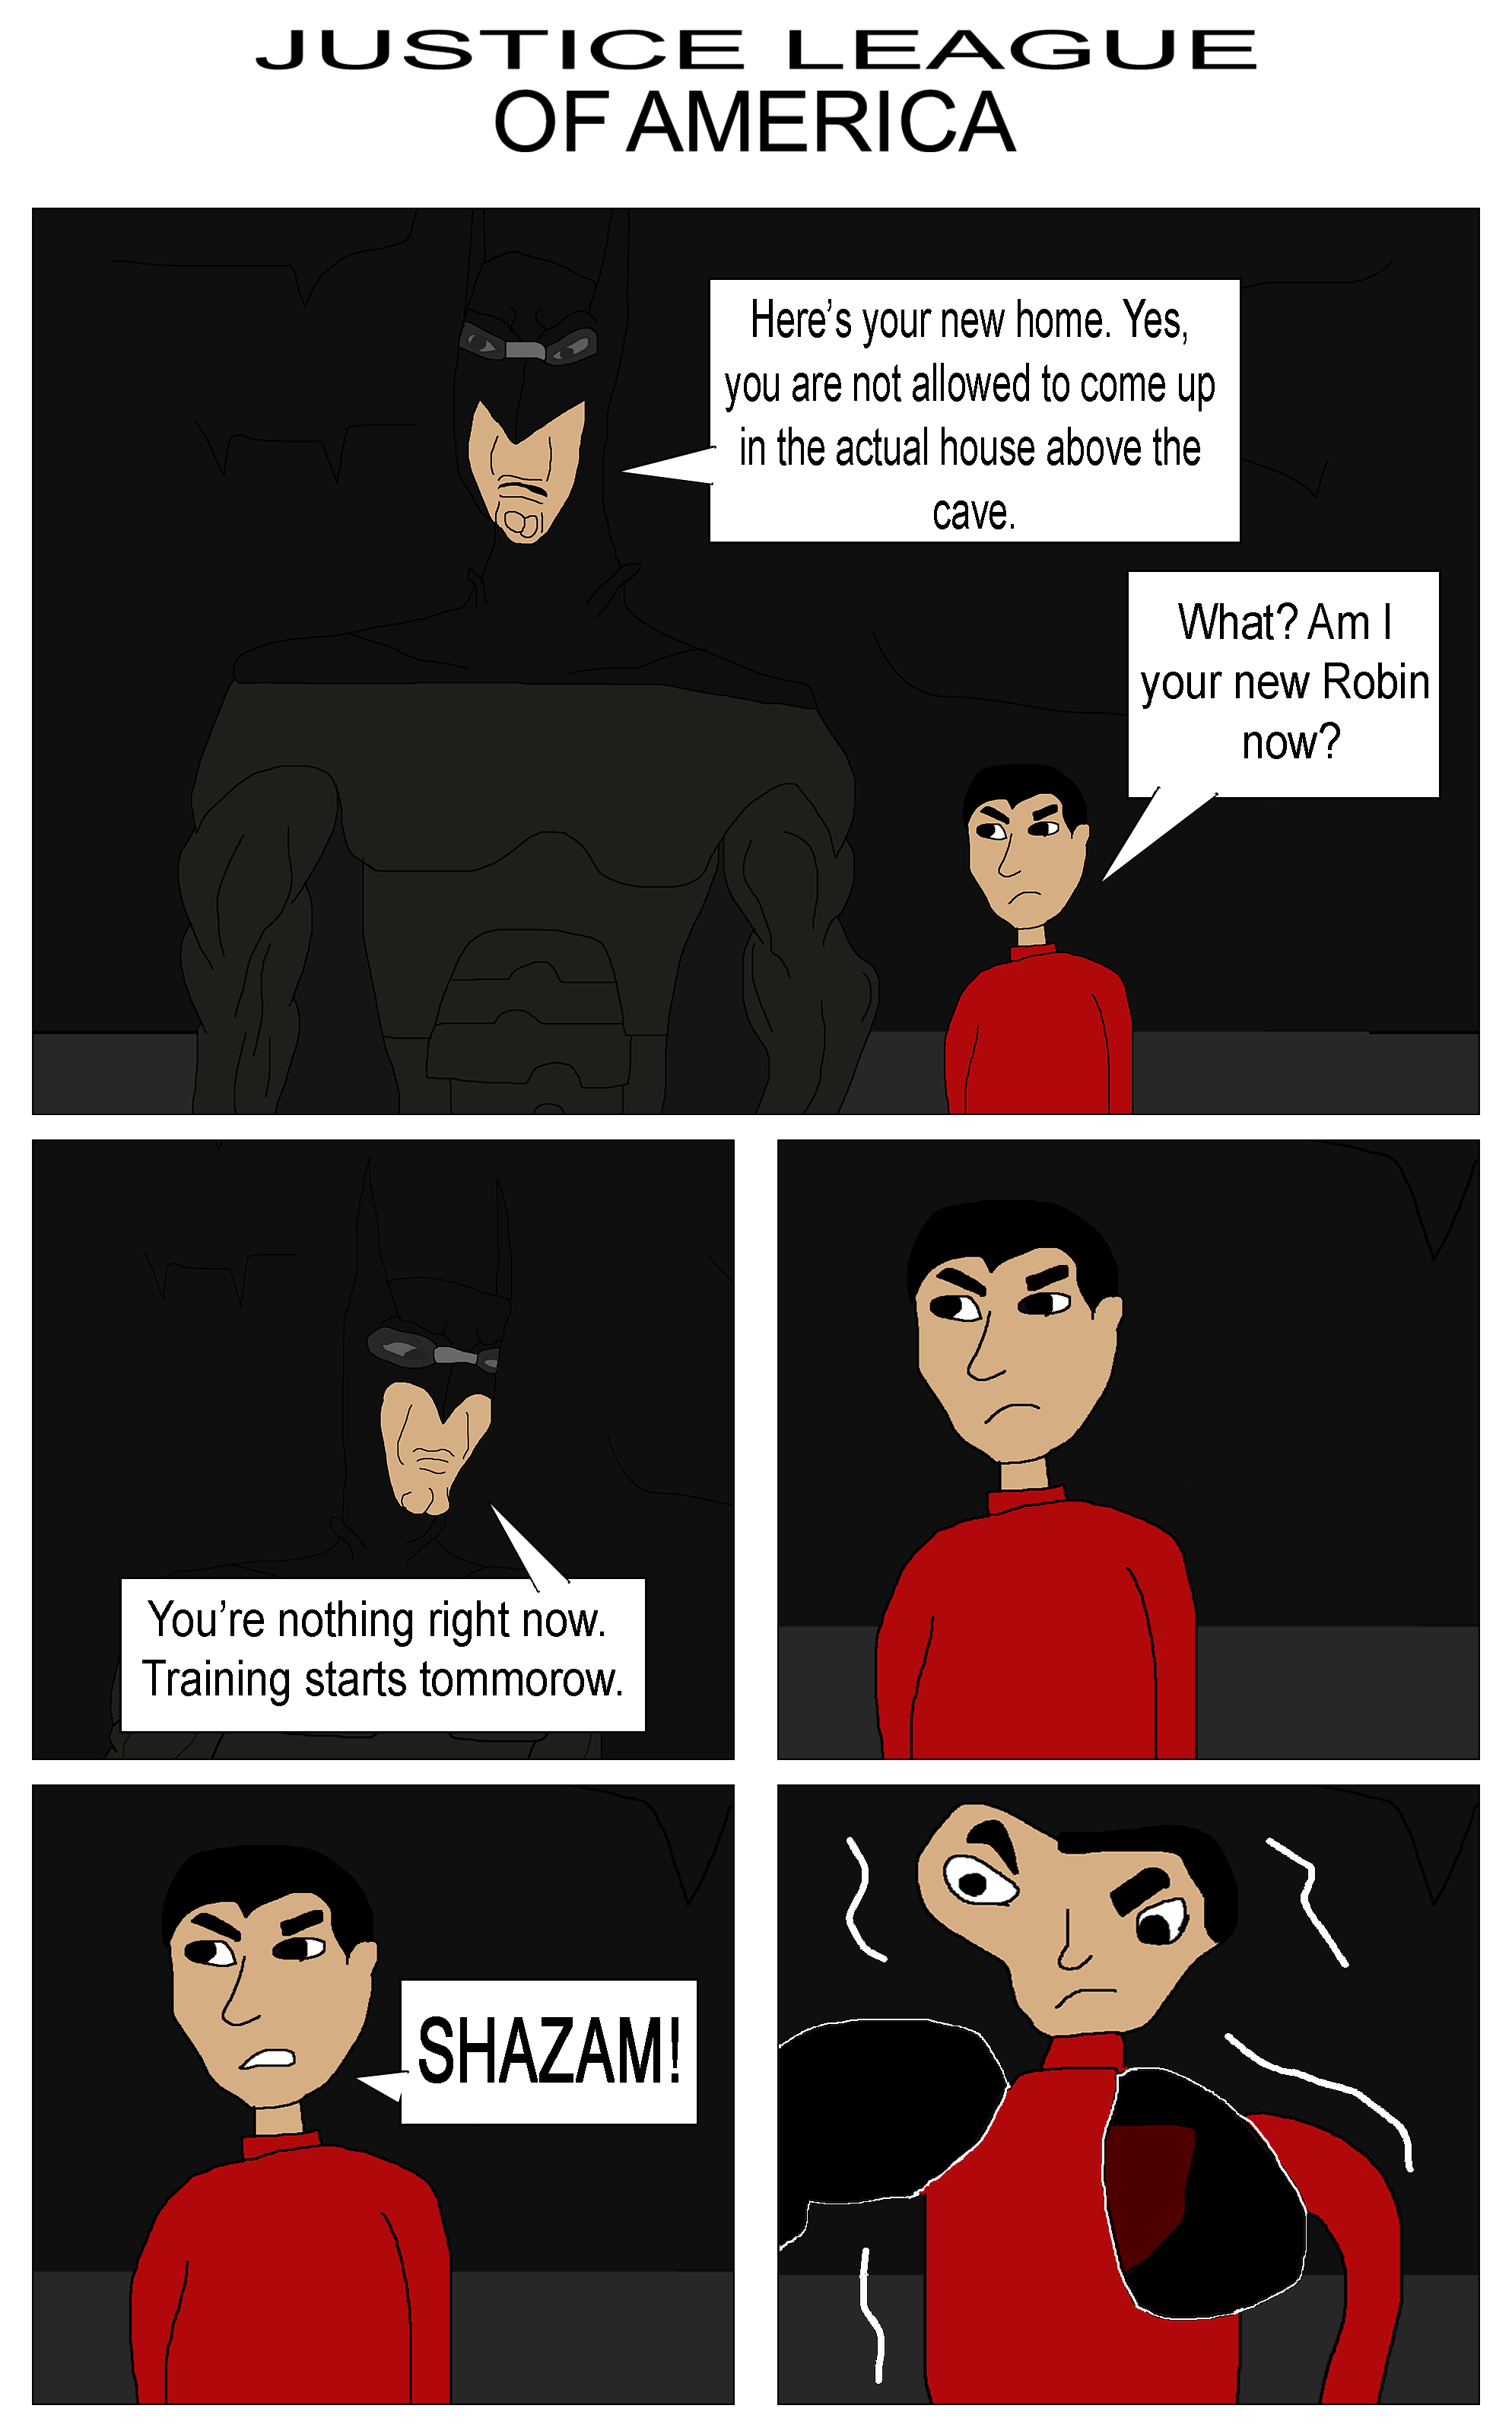 JUSTICE LEAGUE
OF AMERICA
Here’s your new home. Yes,
you are not allowed to come up
in the actual house above the
cave.
What? Am I
your new Robin
now?
You’re nothing right now.
Training starts tommorow.
SHAZAM!